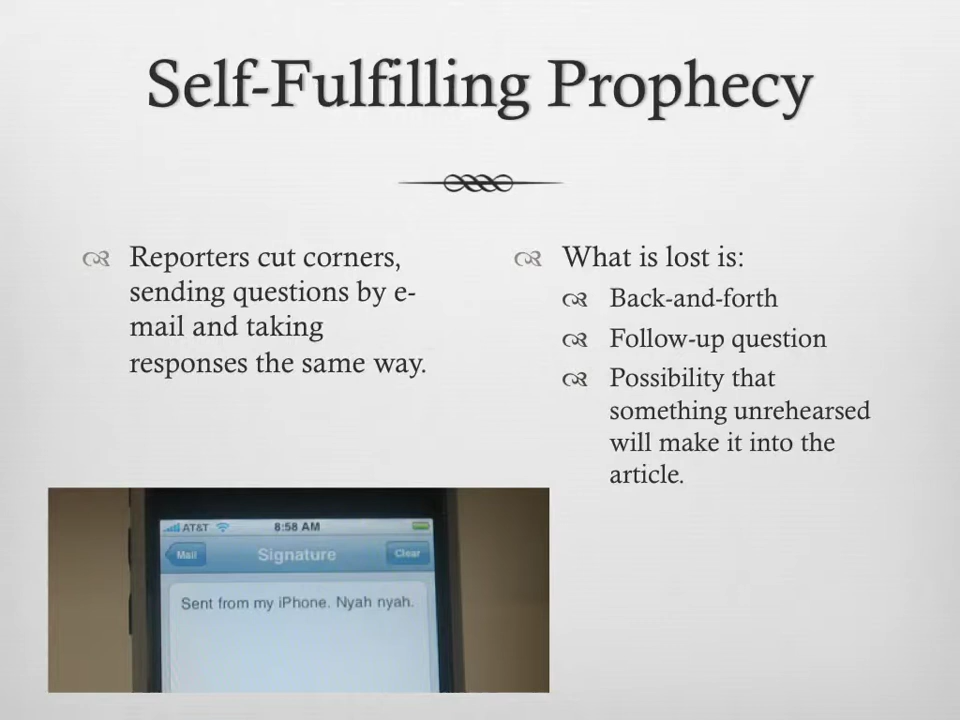 Self-Fulfilling Prophecy
Reporters cut corners,
sending questions by e-
mail and taking
responses the same way.
What is lost is:
Back-and-forth
Follow-up question
Possibility that
something unrehearsed
will make it into the
article.
AT&T 8:58 AM
Mail Signature Clear
Sent from my iPhone. Nyah nyah.